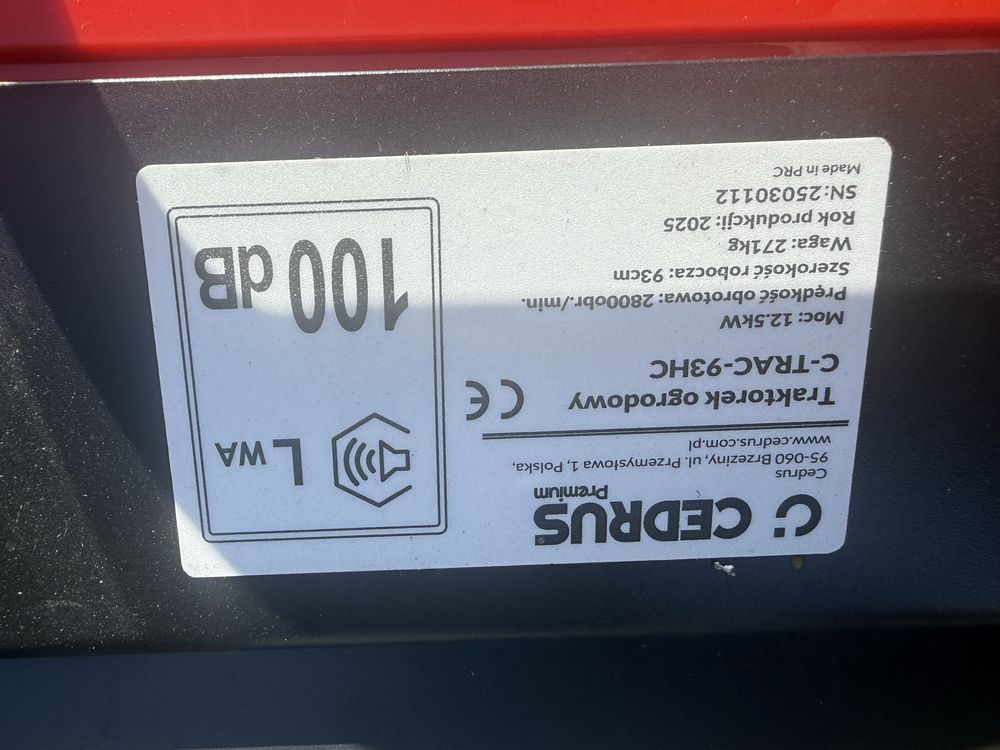 CEDRUS®
Premium
Cedrus
95-060 Brzeziny, ul. Przemysłowa 1, Polska,
www.cedrus.com.pl
Traktorek ogrodowy
C-TRAC-93HC
CE
Moc: 12.5kW
Prędkość obrotowa: 2800obr./min.
Szerokość robocza: 93cm
Waga: 271kg
Rok produkcji: 2025
SN:25030112
Made in PRC
LWA
100 dB